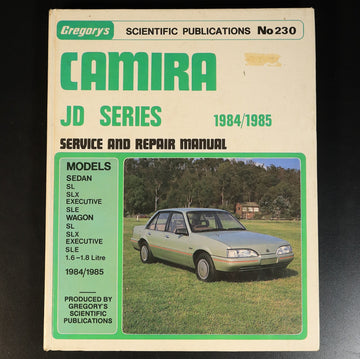 Gregory's SCIENTIFIC PUBLICATIONS No 230
CAMIRA
JD SERIES 1984/1985
SERVICE AND REPAIR MANUAL
MODELS
SEDAN
SL
SLX
EXECUTIVE
SLE
WAGON
SL
SLX
EXECUTIVE
SLE
1.6-1.8 Litre
1984/1985
PRODUCED BY
GREGORY'S
SCIENTIFIC
PUBLICATIONS